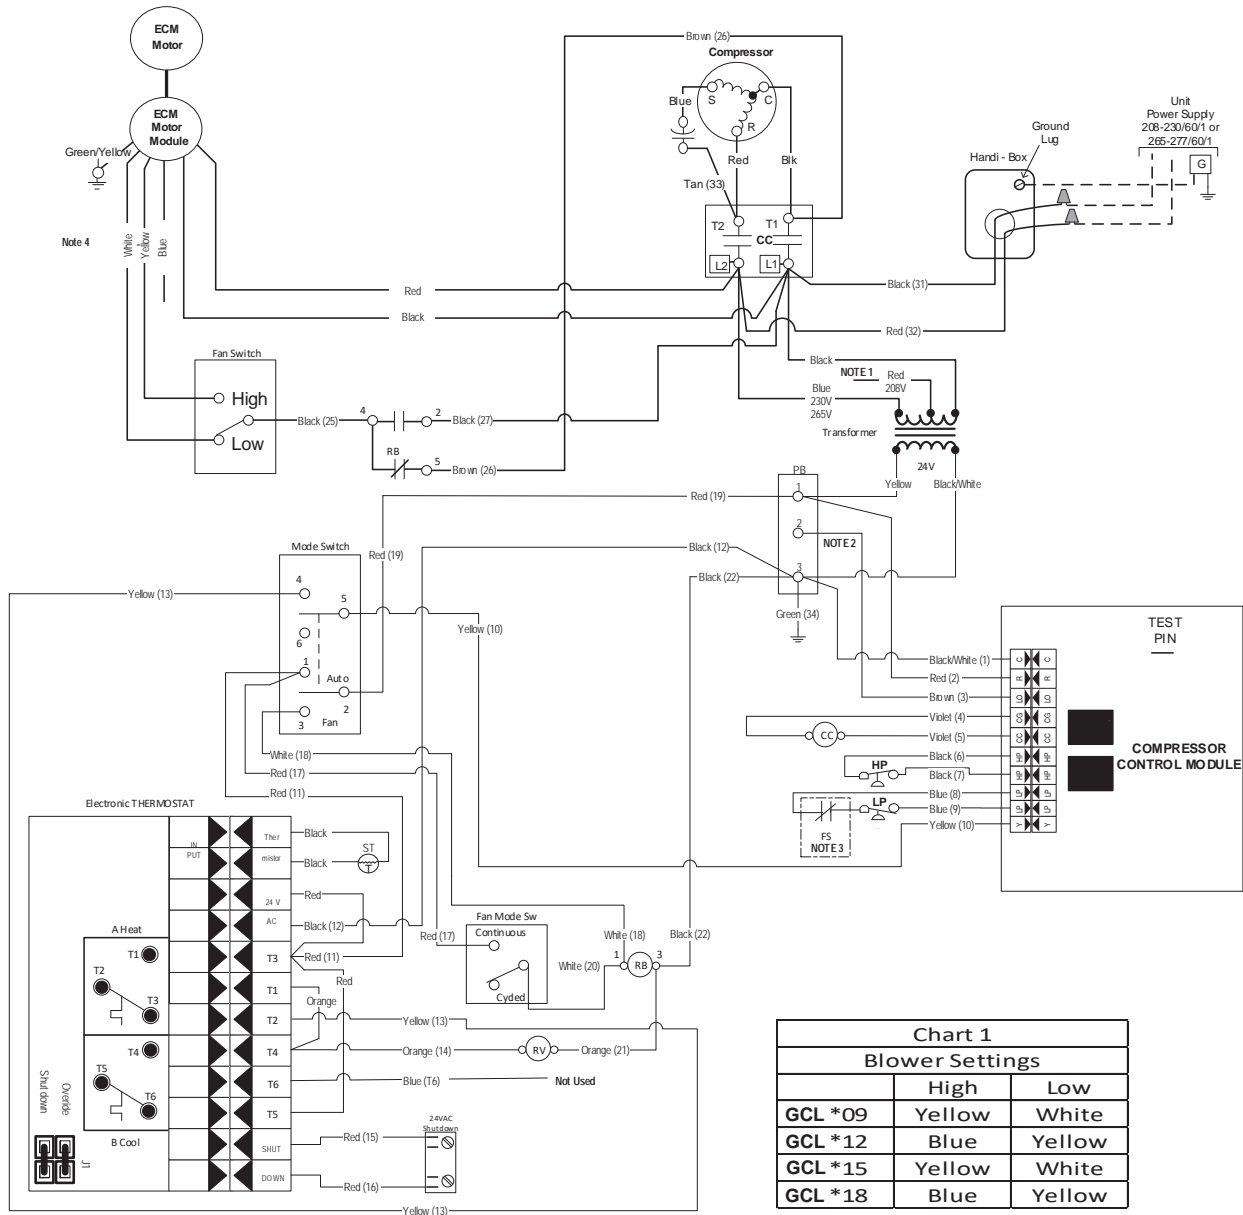 ECM
Motor
ECM
Motor
Module
Green/Yellow
Note 4
White
Yellow
Blue
Red
Black
Brown (26)
Compressor
Blue
S
C
R
Red
Blk
Tan (33)
T2
T1
CC
L2
L1
Unit
Power Supply
208-230/60/1 or
265-277/60/1
G
Ground
Lug
Handi - Box
Black (31)
Red (32)
Black
NOTE 1
Red
208V
Blue
230V
265V
Transformer
24V
Yellow
Black/White
Fan Switch
High
Low
Black (25)
4
2
Black (27)
RB
5
Brown (26)
PB
1
2
3
NOTE 2
Red (19)
Red (19)
Black (12)
Black (22)
Green (34)
Mode Switch
4
5
6
1
Auto
2
3
Fan
Yellow (13)
Yellow (10)
White (18)
Red (17)
Red (11)
TEST
PIN
COMPRESSOR
CONTROL MODULE
Black/White (1)
C
C
Red (2)
R
R
Brown (3)
LO
LO
Violet (4)
CG
CG
CC
Violet (5)
CC
CC
Black (6)
HP
HP
HP
Black (7)
HP
HP
Blue (8)
LP
LP
LP
Blue (9)
LP
LP
Yellow (10)
Y
Y
FS
NOTE 3
Electronic THERMOSTAT
IN
PUT
Ther
mistor
24 V
AC
T3
T1
T2
T4
T6
T5
SHUT
DOWN
Black
Black
ST
T
Red
Black (12)
Red (11)
Red
Orange
Yellow (13)
Orange (14)
RV
Orange (21)
Blue (T6)
Not Used
Red (15)
Red (16)
24VAC
Shutdown
Yellow (13)
A Heat
T1
T2
T3
T4
T5
T6
B Cool
Shut down
Override
J1
Fan Mode Sw
Continuous
Cycled
Red (17)
White (18)
White (20)
1
RB
3
Black (22)
Chart 1
Blower Settings
High Low
GCL *09 Yellow White
GCL *12 Blue Yellow
GCL *15 Yellow White
GCL *18 Blue Yellow